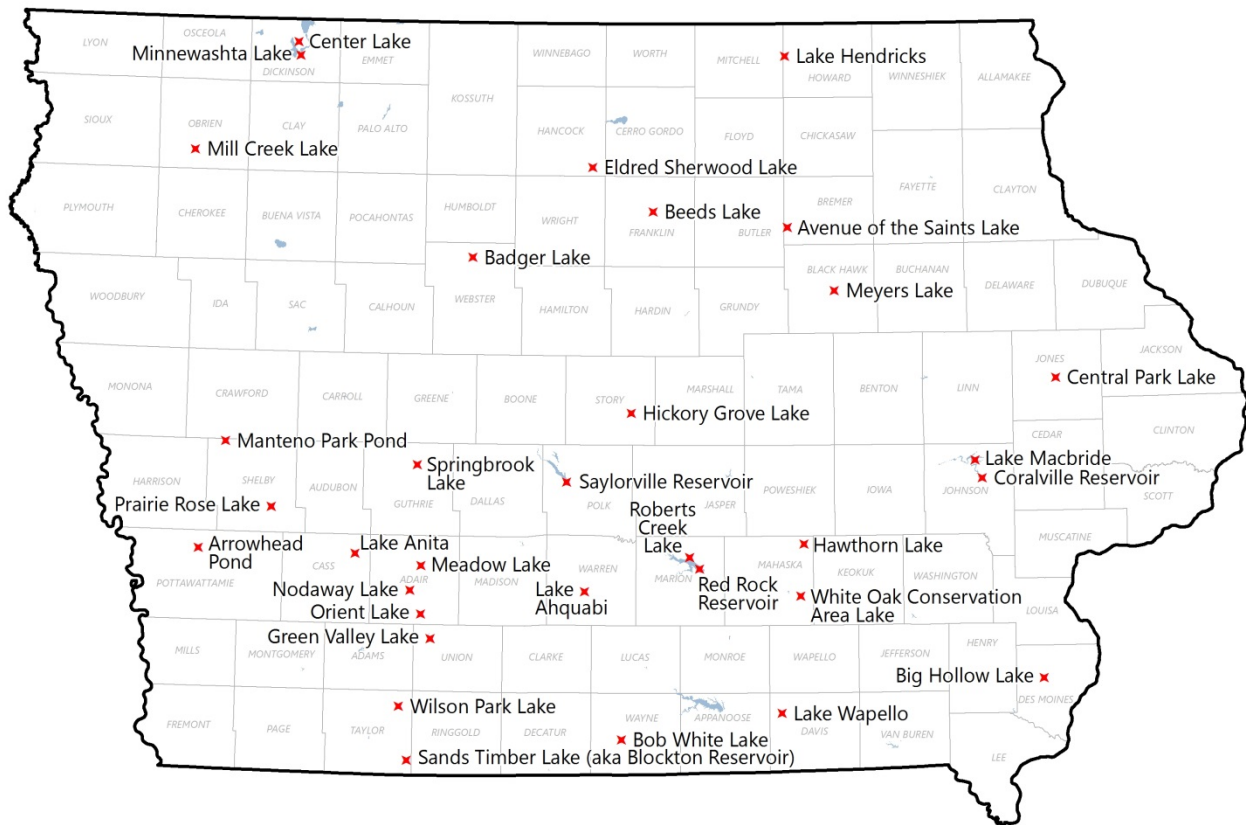 LYON
OSCEOLA
Center Lake
Minnewashta Lake
DICKINSON
EMMET
WINNEBAGO
WORTH
MITCHELL
Lake Hendricks
HOWARD
WINNESHIEK
ALLAMAKEE
KOSSUTH
SIOUX
OBRIEN
CLAY
PALO ALTO
HANCOCK
CERRO GORDO
FLOYD
CHICKASAW
Mill Creek Lake
Eldred Sherwood Lake
FAYETTE
CLAYTON
PLYMOUTH
CHEROKEE
BUENA VISTA
POCAHONTAS
HUMBOLDT
WRIGHT
Beeds Lake
FRANKLIN
BUTLER
BREMER
Avenue of the Saints Lake
Badger Lake
BLACK HAWK
BUCHANAN
DELAWARE
DUBUQUE
Meyers Lake
WOODBURY
IDA
SAC
CALHOUN
WEBSTER
HAMILTON
HARDIN
GRUNDY
JONES
JACKSON
MONONA
CRAWFORD
CARROLL
GREENE
BOONE
STORY
MARSHALL
TAMA
BENTON
LINN
Central Park Lake
Hickory Grove Lake
CEDAR
CLINTON
Manteno Park Pond
Springbrook
Lake
Lake Macbride
Coralville Reservoir
HARRISON
SHELBY
AUDUBON
GUTHRIE
DALLAS
Saylorville Reservoir
POLK
JASPER
POWESHIEK
IOWA
JOHNSON
SCOTT
Prairie Rose Lake
Roberts
Creek
Lake
MUSCATINE
Arrowhead
Pond
Lake Anita
Hawthorn Lake
POTTAWATTAMIE
CASS
Meadow Lake
ADAIR
MADISON
WARREN
MARION
Red Rock
Reservoir
MAHASKA
KEOKUK
WASHINGTON
Nodaway Lake
Lake
Ahquabi
White Oak Conservation
Area Lake
LOUISA
Orient Lake
Green Valley Lake
MILLS
MONTGOMERY
ADAMS
UNION
CLARKE
LUCAS
MONROE
WAPELLO
JEFFERSON
HENRY
Big Hollow Lake
DES MOINES
Wilson Park Lake
Lake Wapello
FREMONT
PAGE
TAYLOR
RINGGOLD
DECATUR
WAYNE
APPANOOSE
DAVIS
VAN BUREN
Bob White Lake
Sands Timber Lake (aka Blockton Reservoir)
LEE